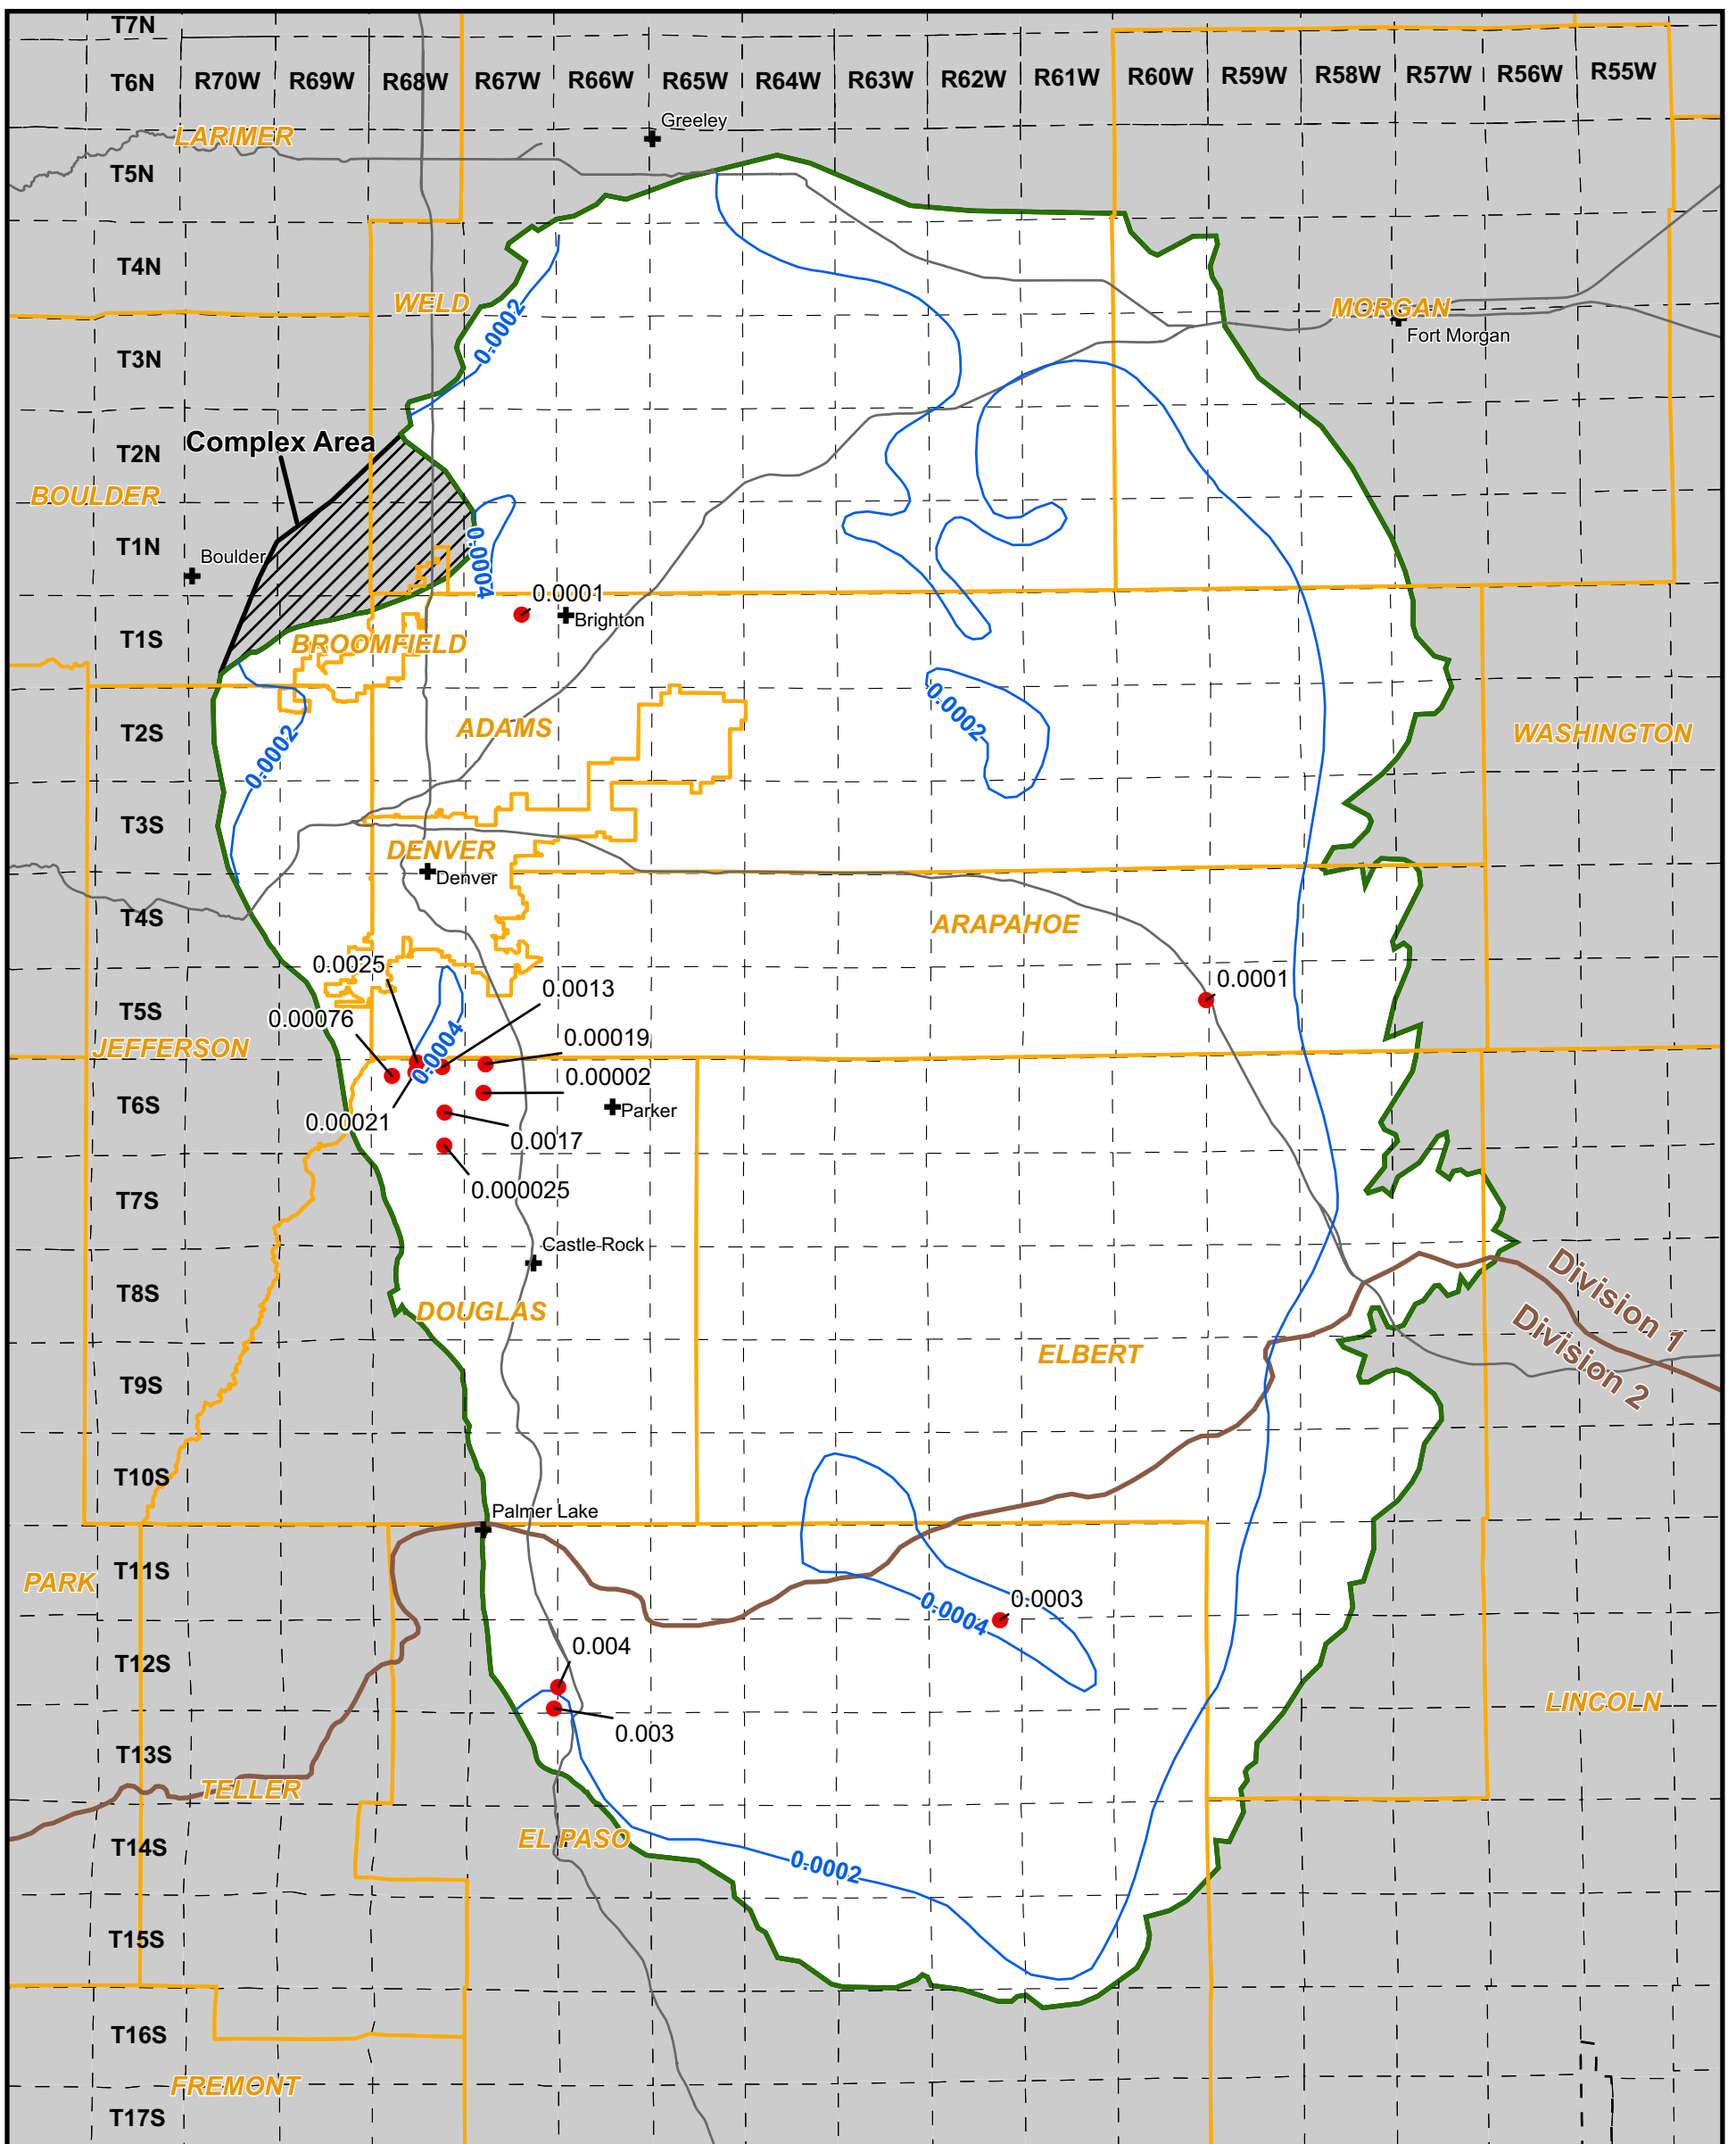 T7N
T6N
R70W
R69W
R68W
R67W
R66W
R65W
R64W
R63W
R62W
R61W
R60W
R59W
R58W
R57W
R56W
R55W
Greeley
LARIMER
T5N
T4N
WELD
MORGAN
0.0002
Fort Morgan
T3N
Complex Area
T2N
BOULDER
T1N
Boulder
0.0004
0.0001
Brighton
T1S
BROOMFIELD
0.0002
ADAMS
T2S
WASHINGTON
0.0002
T3S
DENVER
Denver
T4S
ARAPAHOE
0.0025
0.0001
0.0013
T5S
0.00076
0.00019
JEFFERSON
0.0004
0.00002
T6S
Parker
0.00021
0.0017
0.000025
T7S
Castle Rock
T8S
DOUGLAS
Division 1
Division 2
ELBERT
T9S
T10S
Palmer Lake
T11S
PARK
0.0003
0.0004
0.004
T12S
LINCOLN
0.003
T13S
TELLER
EL PASO
T14S
0.0002
T15S
T16S
FREMONT
T17S